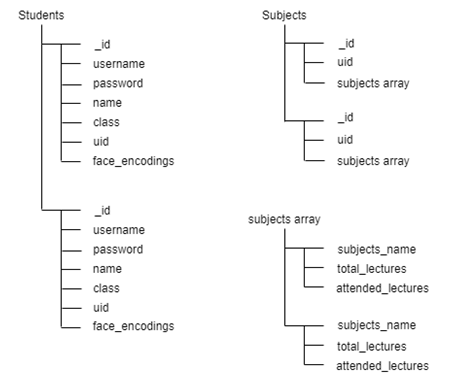 Students
_id
username
password
name
class
uid
face_encodings
_id
username
password
name
class
uid
face_encodings
Subjects
_id
uid
subjects array
_id
uid
subjects array
subjects array
subjects_name
total_lectures
attended_lectures
subjects_name
total_lectures
attended_lectures